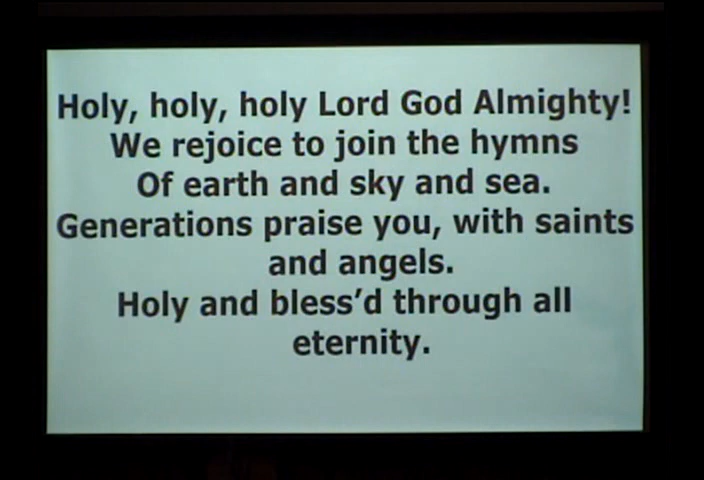 Holy, holy, holy Lord God Almighty!
We rejoice to join the hymns
Of earth and sky and sea.
Generations praise you, with saints
and angels.
Holy and bless’d through all
eternity.